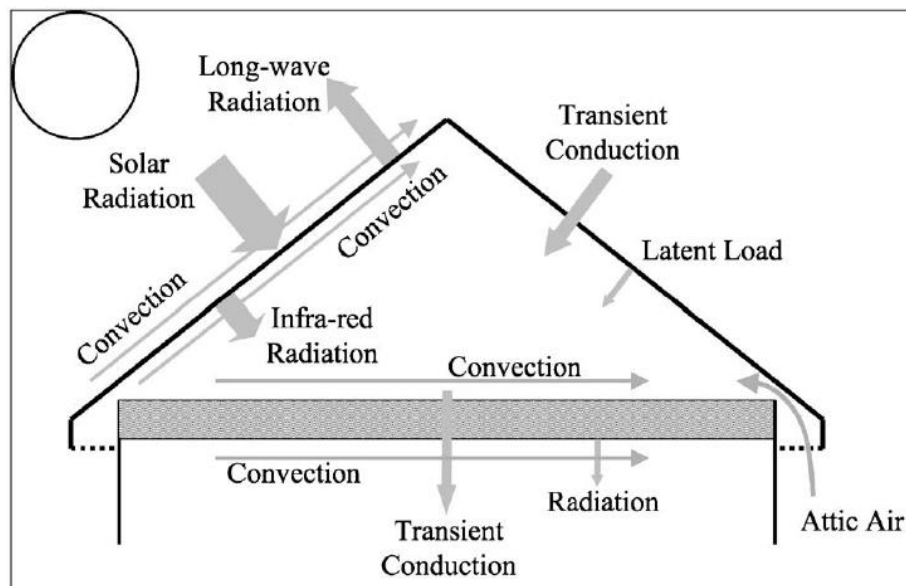 Long-wave
Radiation
Transient
Conduction
Solar
Radiation
Convection
Latent Load
Convection
Infra-red
Radiation
Convection
Convection
Radiation
Attic Air
Transient
Conduction